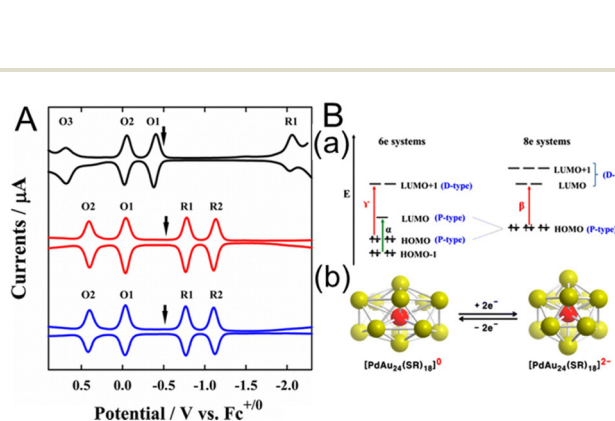 A
O3 O2 O1 R1
O2 O1 R1 R2
O2 O1 R1 R2
Currents / μA
0.5 0.0 -0.5 -1.0 -1.5 -2.0
Potential / V vs. Fc+/0
B
(a)
6e systems 8e systems
E
LUMO+1 (D-type)
LUMO (P-type)
HOMO (P-type)
HOMO-1
γ
α
LUMO+1 (D-
LUMO
β
HOMO (P-type)
(b)
+ 2e⁻
− 2e⁻
[PdAu24(SR)18]0
[PdAu24(SR)18]2−